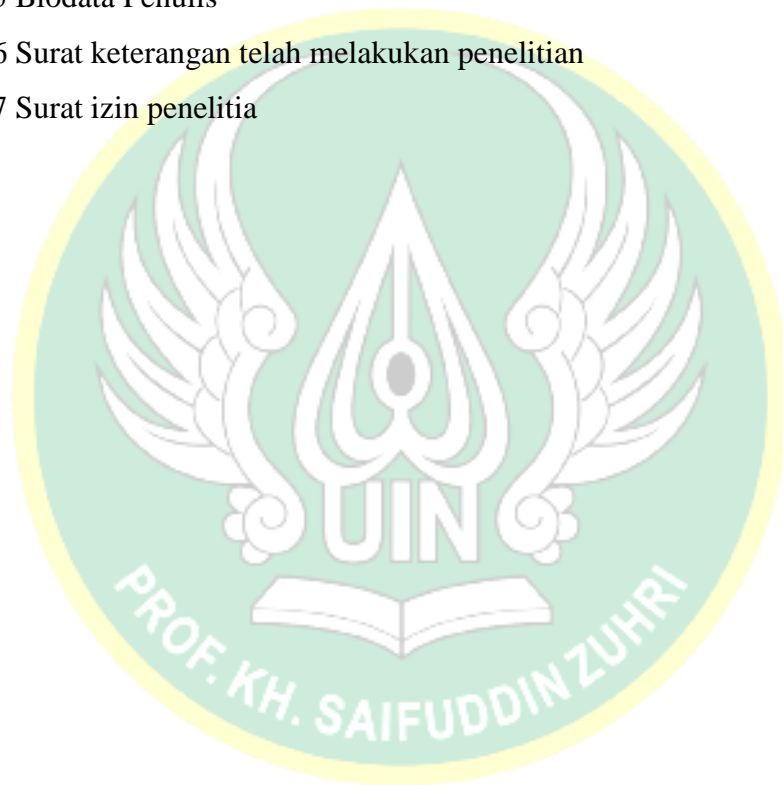 Biodata Penulis
6 Surat keterangan telah melakukan penelitian
7 Surat izin penelitia
UIN
PROF. KH. SAIFUDDIN ZUHRI